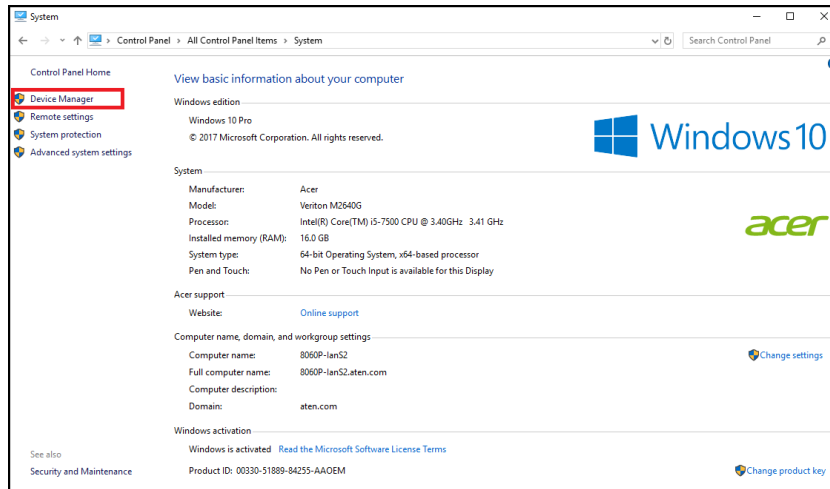 System
Control Panel > All Control Panel Items > System
Search Control Panel
Control Panel Home
Device Manager
Remote settings
System protection
Advanced system settings
View basic information about your computer
Windows edition
Windows 10 Pro
© 2017 Microsoft Corporation. All rights reserved.
Windows 10
System
Manufacturer: Acer
Model: Veriton M2640G
Processor: Intel(R) Core(TM) i5-7500 CPU @ 3.40GHz 3.41 GHz
Installed memory (RAM): 16.0 GB
System type: 64-bit Operating System, x64-based processor
Pen and Touch: No Pen or Touch Input is available for this Display
acer
Acer support
Website: Online support
Computer name, domain, and workgroup settings
Computer name: 8060P-IanS2
Change settings
Full computer name: 8060P-IanS2.aten.com
Computer description:
Domain: aten.com
Windows activation
Windows is activated Read the Microsoft Software License Terms
Product ID: 00330-51889-84255-AAOEM
Change product key
See also
Security and Maintenance